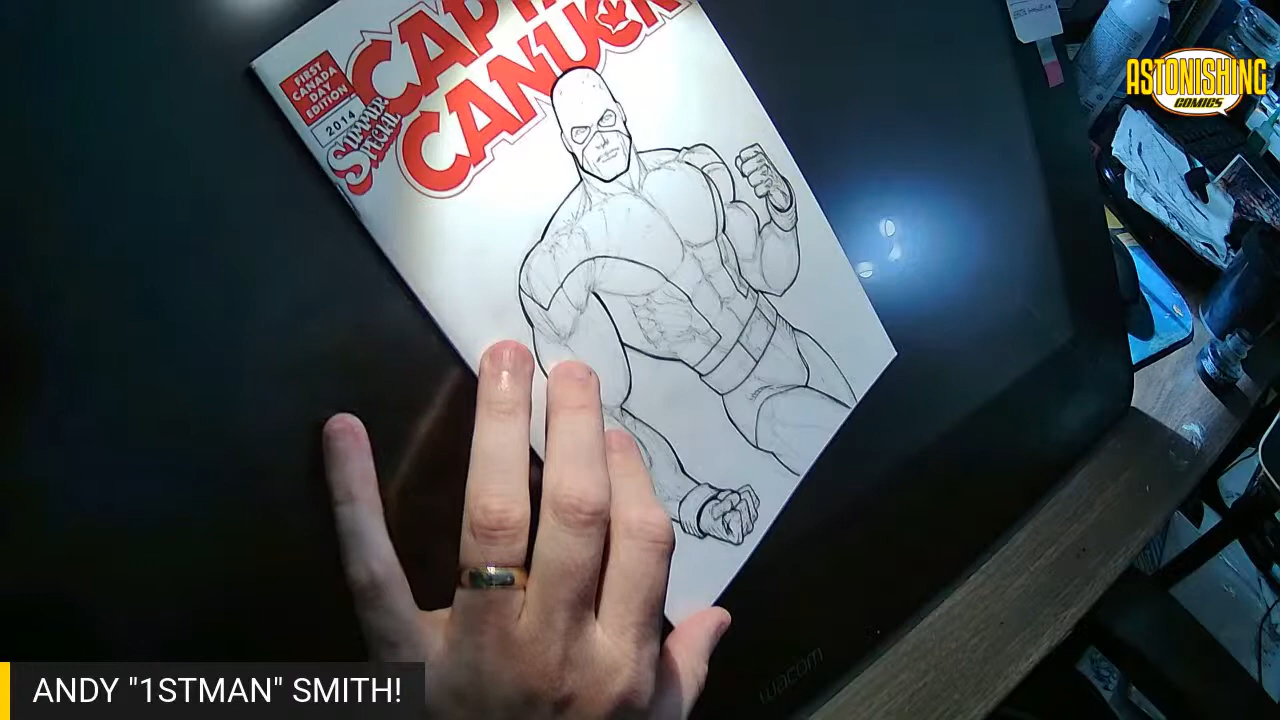 FIRST
CANADA
DAY
EDITION
2014
SUMMER
SPECIAL
CAPT
CANUCK
ASTONISHING
COMICS
wacom
ANDY "1STMAN" SMITH!